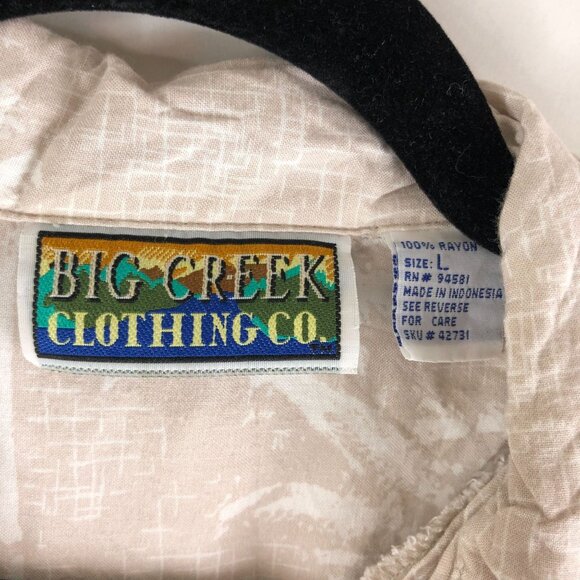 BIG CREEK
CLOTHING CO.
100% RAYON
SIZE: L
RN# 94581
MADE IN INDONESIA
SEE REVERSE
FOR CARE
SKU# 42731